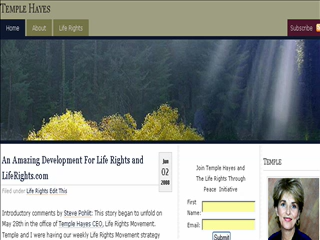 TEMPLE HAYES
Home About Life Rights Subscribe
An Amazing Development For Life Rights and
LifeRights.com
Jun
02
2008
Filed under Life Rights Edit This
Introductory comments by Steve Pohlit: This story began to unfold on
May 28th in the office of Temple Hayes CEO, Life Rights Movement.
Temple and I were having our weekly Life Rights Movement strategy
Join Temple Hayes and
The Life Rights Through
Peace Initiative
First
Name:
Email:
TEMPLE